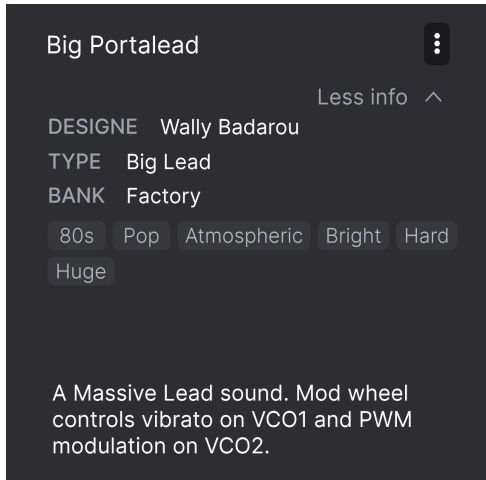 Big Portalead
Less info
DESIGNE Wally Badarou
TYPE Big Lead
BANK Factory
80s Pop Atmospheric Bright Hard
Huge
A Massive Lead sound. Mod wheel
controls vibrato on VCO1 and PWM
modulation on VCO2.